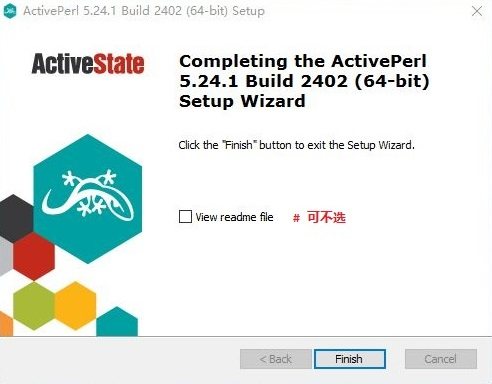 ActivePerl 5.24.1 Build 2402 (64-bit) Setup
ActiveState
Completing the ActivePerl
5.24.1 Build 2402 (64-bit)
Setup Wizard
Click the "Finish" button to exit the Setup Wizard.
View readme file # 可不选
< Back Finish Cancel